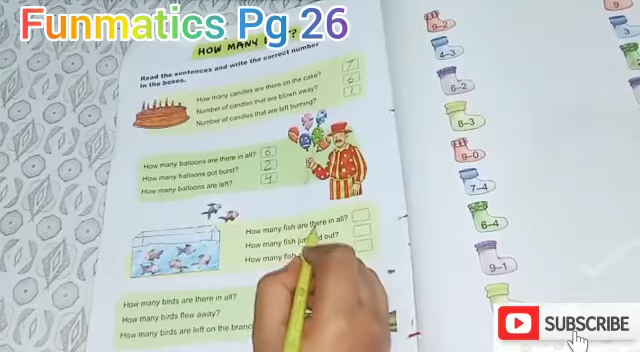 Funmatics Pg 26
HOW MANY
Read the sentences and write the correct number
in the boxes.
How many candles are there on the cake? 7
Number of candles that are blown away? 6
Number of candles that are left burning? 1
How many balloons are there in all? 6
How many balloons got burst? 2
How many balloons are left? 4
How many fish are there in all?
How many fish out?
How many fish
How many birds are there in all?
How many birds flew away?
How many birds are left on the
9-2
4-3
6-2
8-3
9-0
7-4
6-4
9-1
9
3
SUBSCRIBE